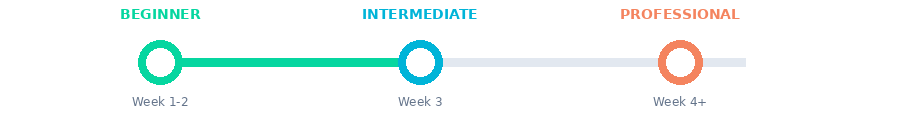 BEGINNER INTERMEDIATE PROFESSIONAL
Week 1-2 Week 3 Week 4+